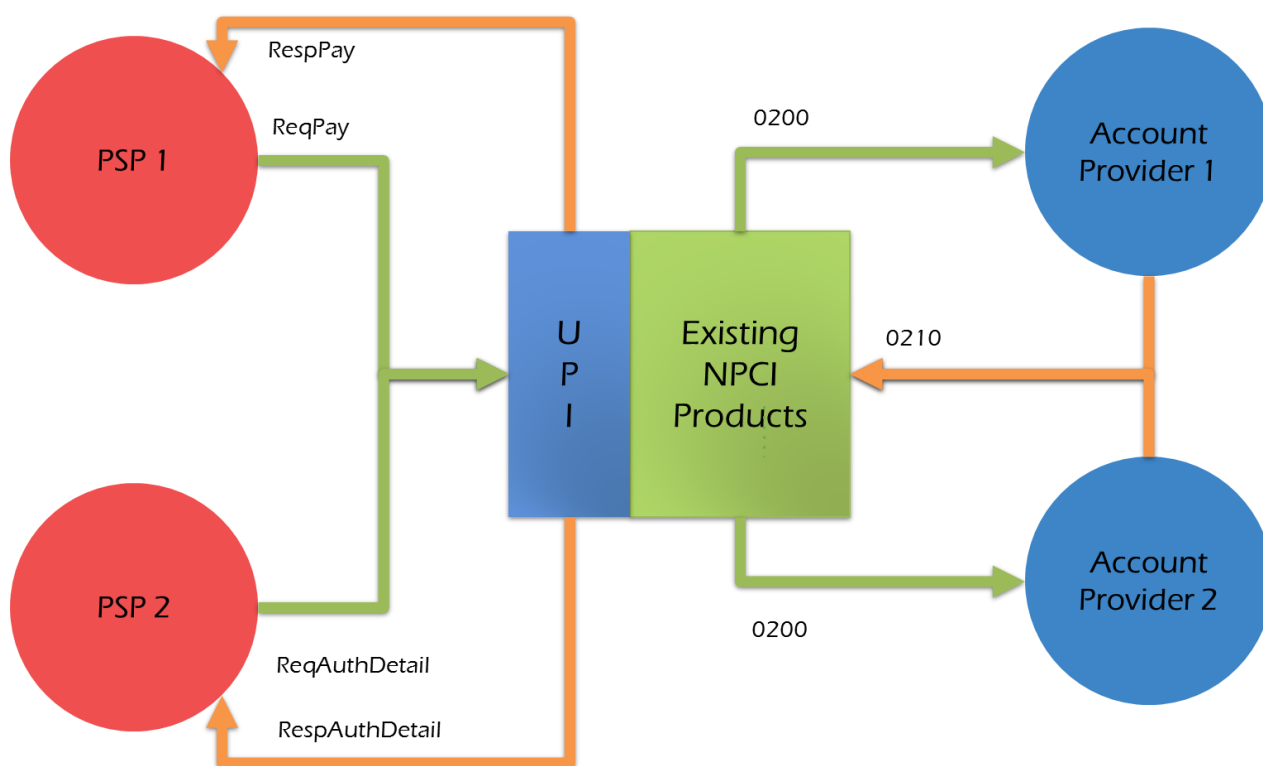 RespPay
ReqPay
PSP 1
0200
Account
Provider 1
U
P
I
Existing
NPCI
Products
0210
PSP 2
0200
Account
Provider 2
ReqAuthDetail
RespAuthDetail